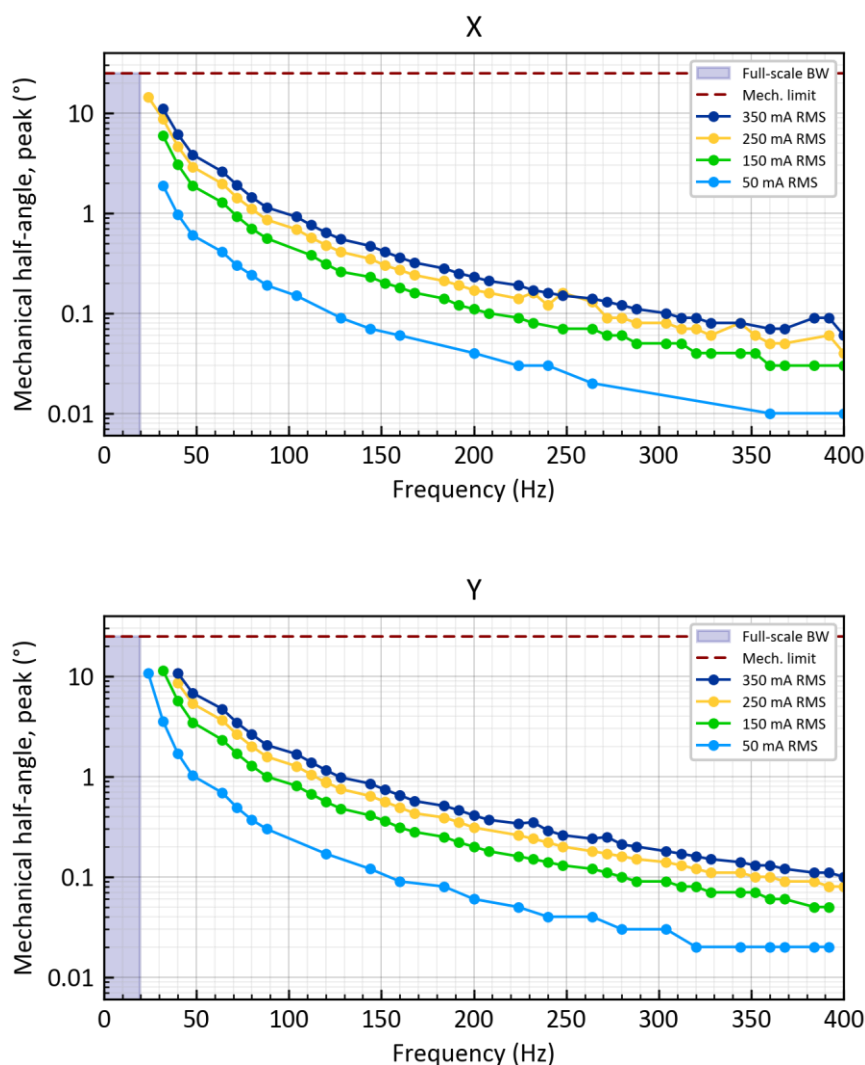 X
Mechanical half-angle, peak (°)
10
1
0.1
0.01
Full-scale BW
Mech. limit
350 mA RMS
250 mA RMS
150 mA RMS
50 mA RMS
0 50 100 150 200 250 300 350 400
Frequency (Hz)
Y
Mechanical half-angle, peak (°)
10
1
0.1
0.01
Full-scale BW
Mech. limit
350 mA RMS
250 mA RMS
150 mA RMS
50 mA RMS
0 50 100 150 200 250 300 350 400
Frequency (Hz)